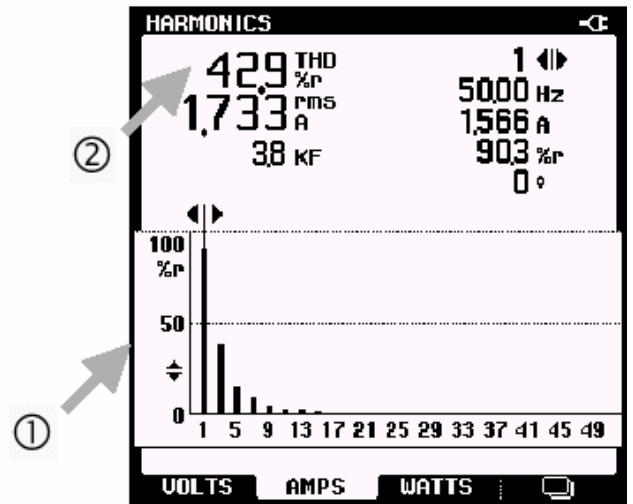 HARMONICS
42,9 THD %r
1,733 rms A
3,8 KF
1
50,00 Hz
1,566 A
90,3 %r
0 °
②
100
%r
50
0
①
1 5 9 13 17 21 25 29 33 37 41 45 49
VOLTS AMPS WATTS